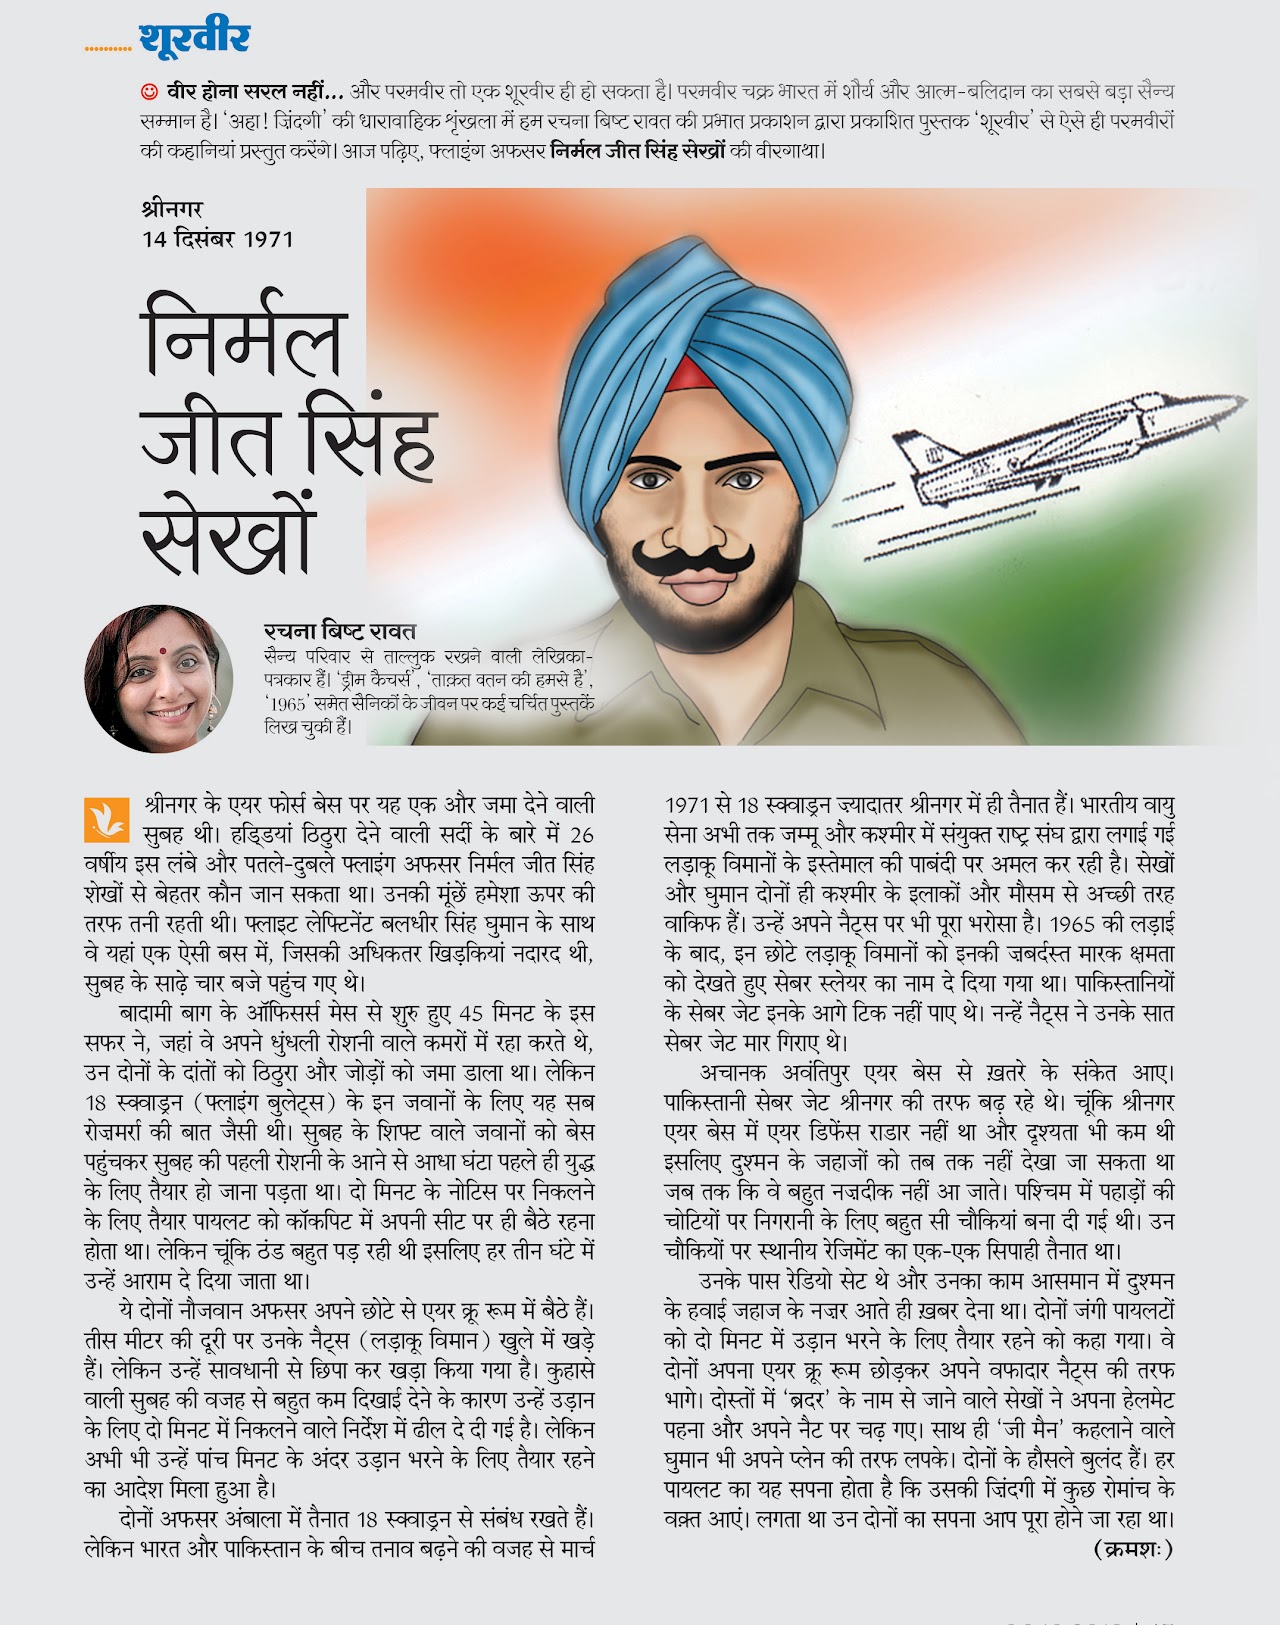 शूरवीर
वीर होना सरल नहीं... और परमवीर तो एक शूरवीर ही हो सकता है। परमवीर चक्र भारत में शौर्य और आत्म-बलिदान का सबसे बड़ा सैन्य
सम्मान है। ‘अहा! ज़िंदगी’ की धारावाहिक शृंखला में हम रचना बिष्ट रावत की प्रभात प्रकाशन द्वारा प्रकाशित पुस्तक ‘शूरवीर’ से ऐसे ही परमवीरों
की कहानियां प्रस्तुत करेंगे। आज पढ़िए, फ्लाइंग अफसर निर्मल जीत सिंह सेखों की वीरगाथा।
श्रीनगर
14 दिसंबर 1971
निर्मल
जीत सिंह
सेखों
रचना बिष्ट रावत
सैन्य परिवार से ताल्लुक रखने वाली लेखिका-
पत्रकार हैं। ‘ड्रीम कैचर्स’, ‘ताक़त वतन की हमसे है’,
‘1965’ समेत सैनिकों के जीवन पर कई चर्चित पुस्तकें
लिख चुकी हैं।
श्रीनगर के एयर फोर्स बेस पर यह एक और जमा देने वाली
सुबह थी। हड्डियां ठिठुरा देने वाली सर्दी के बारे में 26
वर्षीय इस लंबे और पतले-दुबले फ्लाइंग अफसर निर्मल जीत सिंह
शेखों से बेहतर कौन जान सकता था। उनकी मूंछें हमेशा ऊपर की
तरफ तनी रहती थी। फ्लाइट लेफ्टिनेंट बलधीर सिंह घुमान के साथ
वे यहां एक ऐसी बस में, जिसकी अधिकतर खिड़कियां नदारद थी,
सुबह के साढ़े चार बजे पहुंच गए थे।
बादामी बाग के ऑफिसर्स मेस से शुरु हुए 45 मिनट के इस
सफर ने, जहां वे अपने धुंधली रोशनी वाले कमरों में रहा करते थे,
उन दोनों के दांतों को ठिठुरा और जोड़ों को जमा डाला था। लेकिन
18 स्क्वाड्रन (फ्लाइंग बुलेट्स) के इन जवानों के लिए यह सब
रोज़मर्रा की बात जैसी थी। सुबह के शिफ्ट वाले जवानों को बेस
पहुंचकर सुबह की पहली रोशनी के आने से आधा घंटा पहले ही युद्ध
के लिए तैयार हो जाना पड़ता था। दो मिनट के नोटिस पर निकलने
के लिए तैयार पायलट को कॉकपिट में अपनी सीट पर ही बैठे रहना
होता था। लेकिन चूंकि ठंड बहुत पड़ रही थी इसलिए हर तीन घंटे में
उन्हें आराम दे दिया जाता था।
ये दोनों नौजवान अफसर अपने छोटे से एयर क्रू रूम में बैठे हैं।
तीस मीटर की दूरी पर उनके नैट्स (लड़ाकू विमान) खुले में खड़े
हैं। लेकिन उन्हें सावधानी से छिपा कर खड़ा किया गया है। कुहासे
वाली सुबह की वजह से बहुत कम दिखाई देने के कारण उन्हें उड़ान
के लिए दो मिनट में निकलने वाले निर्देश में ढील दे दी गई है। लेकिन
अभी भी उन्हें पांच मिनट के अंदर उड़ान भरने के लिए तैयार रहने
का आदेश मिला हुआ है।
दोनों अफसर अंबाला में तैनात 18 स्क्वाड्रन से संबंध रखते हैं।
लेकिन भारत और पाकिस्तान के बीच तनाव बढ़ने की वजह से मार्च
1971 से 18 स्क्वाड्रन ज़्यादातर श्रीनगर में ही तैनात हैं। भारतीय वायु
सेना अभी तक जम्मू और कश्मीर में संयुक्त राष्ट्र संघ द्वारा लगाई गई
लड़ाकू विमानों के इस्तेमाल की पाबंदी पर अमल कर रही है। सेखों
और घुमान दोनों ही कश्मीर के इलाकों और मौसम से अच्छी तरह
वाकिफ हैं। उन्हें अपने नैट्स पर भी पूरा भरोसा है। 1965 की लड़ाई
के बाद, इन छोटे लड़ाकू विमानों को इनकी जबर्दस्त मारक क्षमता
को देखते हुए सेबर स्लेयर का नाम दे दिया गया था। पाकिस्तानियों
के सेबर जेट इनके आगे टिक नहीं पाए थे। नन्हें नैट्स ने उनके सात
सेबर जेट मार गिराए थे।
अचानक अवंतिपुर एयर बेस से ख़तरे के संकेत आए।
पाकिस्तानी सेबर जेट श्रीनगर की तरफ बढ़ रहे थे। चूंकि श्रीनगर
एयर बेस में एयर डिफेंस राडार नहीं था और दृश्यता भी कम थी
इसलिए दुश्मन के जहाजों को तब तक नहीं देखा जा सकता था
जब तक कि वे बहुत नज़दीक नहीं आ जाते। पश्चिम में पहाड़ों की
चोटियों पर निगरानी के लिए बहुत सी चौकियां बना दी गई थी। उन
चौकियों पर स्थानीय रेजिमेंट का एक-एक सिपाही तैनात था।
उनके पास रेडियो सेट थे और उनका काम आसमान में दुश्मन
के हवाई जहाज के नज़र आते ही ख़बर देना था। दोनों जंगी पायलटों
को दो मिनट में उड़ान भरने के लिए तैयार रहने को कहा गया। वे
दोनों अपना एयर क्रू रूम छोड़कर अपने वफादार नैट्स की तरफ
भागे। दोस्तों में ‘ब्रदर’ के नाम से जाने वाले सेखों ने अपना हेलमेट
पहना और अपने नैट पर चढ़ गए। साथ ही ‘जी मैन’ कहलाने वाले
घुमान भी अपने प्लेन की तरफ लपके। दोनों के हौसले बुलंद हैं। हर
पायलट का यह सपना होता है कि उसकी ज़िंदगी में कुछ रोमांच के
वक़्त आएं। लगता था उन दोनों का सपना आप पूरा होने जा रहा था।
(क्रमशः)